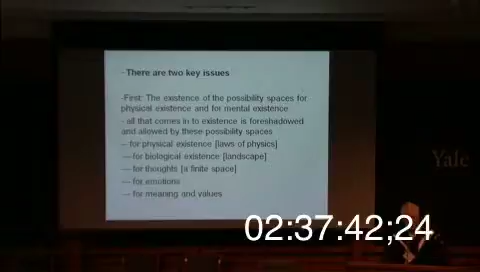 - There are two key issues
-First: The existence of the possibility spaces for
physical existence and for mental existence
- all that comes in to existence is foreshadowed
and allowed by these possibility spaces
-- for physical existence [laws of physics]
--- for biological existence [landscape]
--- for thoughts [a finite space]
--- for emotions
--- for meaning and values
Yale
02:37:42;24